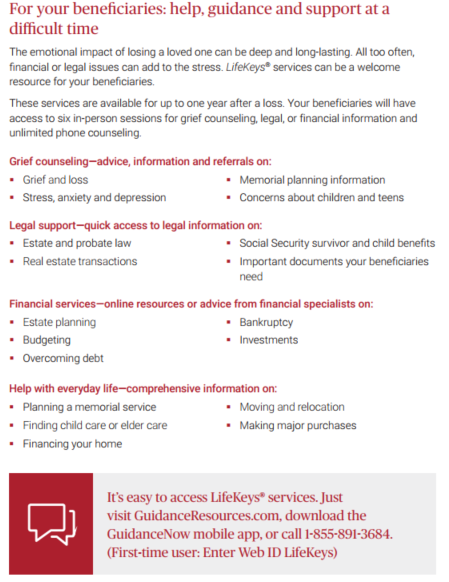 For your beneficiaries: help, guidance and support at a
difficult time
The emotional impact of losing a loved one can be deep and long-lasting. All too often,
financial or legal issues can add to the stress. LifeKeys® services can be a welcome
resource for your beneficiaries.
These services are available for up to one year after a loss. Your beneficiaries will have
access to six in-person sessions for grief counseling, legal, or financial information and
unlimited phone counseling.
Grief counseling—advice, information and referrals on:
▪ Grief and loss
▪ Stress, anxiety and depression
▪ Memorial planning information
▪ Concerns about children and teens
Legal support—quick access to legal information on:
▪ Estate and probate law
▪ Real estate transactions
▪ Social Security survivor and child benefits
▪ Important documents your beneficiaries
need
Financial services—online resources or advice from financial specialists on:
▪ Estate planning
▪ Budgeting
▪ Overcoming debt
▪ Bankruptcy
▪ Investments
Help with everyday life—comprehensive information on:
▪ Planning a memorial service
▪ Finding child care or elder care
▪ Financing your home
▪ Moving and relocation
▪ Making major purchases
It's easy to access LifeKeys® services. Just
visit GuidanceResources.com, download the
GuidanceNow mobile app, or call 1-855-891-3684.
(First-time user: Enter Web ID LifeKeys)